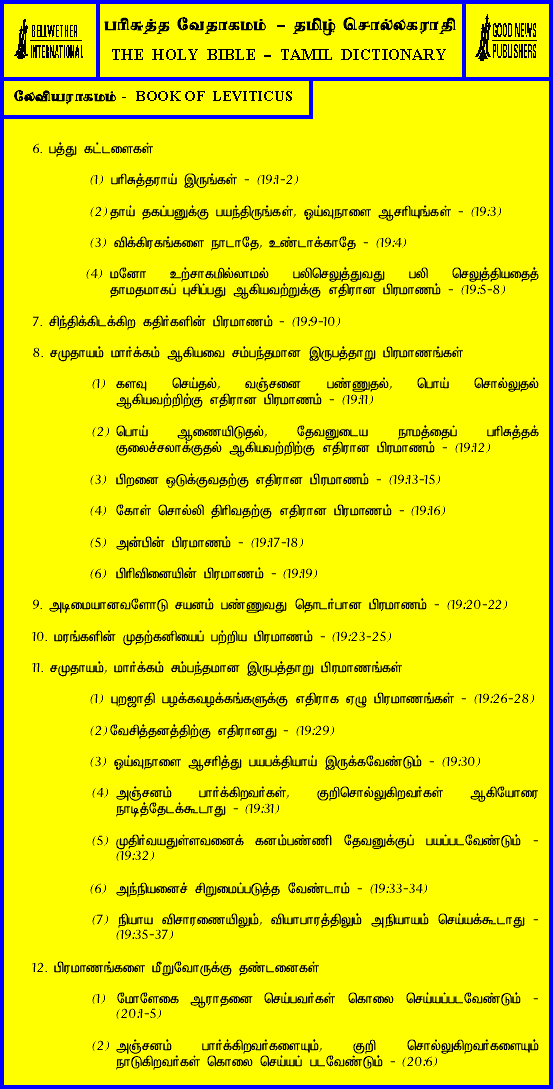 BELLWETHER
INTERNATIONAL
பரிசுத்த வேதாகமம் – தமிழ் சொல்லகராதி
THE HOLY BIBLE – TAMIL DICTIONARY
GOOD NEWS
PUBLISHERS
லேவியராகமம் - BOOK OF LEVITICUS
6. பத்து கட்டளைகள்
(1) பரிசுத்தராய் இருங்கள் - (19:1-2)
(2) தாய் தகப்பனுக்கு பயந்திருங்கள், ஓய்வுநாளை ஆசரியுங்கள் - (19:3)
(3) விக்கிரகங்களை நாடாதே, உண்டாக்காதே - (19:4)
(4) மனோ உற்சாகமில்லாமல் பலிசெலுத்துவது பலி செலுத்தியதைத்
தாமதமாகப் புசிப்பது ஆகியவற்றுக்கு எதிரான பிரமாணம் - (19:5-8)
7. சிந்திக்கிடக்கிற கதிர்களின் பிரமாணம் - (19:9-10)
8. சமுதாயம் மார்க்கம் ஆகியவை சம்பந்தமான இருபத்தாறு பிரமாணங்கள்
(1) களவு செய்தல், வஞ்சனை பண்ணுதல், பொய் சொல்லுதல்
ஆகியவற்றிற்கு எதிரான பிரமாணம் - (19:11)
(2) பொய் ஆணையிடுதல், தேவனுடைய நாமத்தைப் பரிசுத்தக்
குலைச்சலாக்குதல் ஆகியவற்றிற்கு எதிரான பிரமாணம் - (19:12)
(3) பிறனை ஒடுக்குவதற்கு எதிரான பிரமாணம் - (19:13-15)
(4) கோள் சொல்லி திரிவதற்கு எதிரான பிரமாணம் - (19:16)
(5) அன்பின் பிரமாணம் - (19:17-18)
(6) பிரிவினையின் பிரமாணம் - (19:19)
9. அடிமையானவளோடு சயனம் பண்ணுவது தொடர்பான பிரமாணம் - (19:20-22)
10. மரங்களின் முதற்கனியைப் பற்றிய பிரமாணம் - (19:23-25)
11. சமுதாயம், மார்க்கம் சம்பந்தமான இருபத்தாறு பிரமாணங்கள்
(1) புறஜாதி பழக்கவழக்கங்களுக்கு எதிராக ஏழு பிரமாணங்கள் - (19:26-28)
(2) வேசித்தனத்திற்கு எதிரானது - (19:29)
(3) ஓய்வுநாளை ஆசரித்து பயபக்தியாய் இருக்கவேண்டும் - (19:30)
(4) அஞ்சனம் பார்க்கிறவர்கள், குறிசொல்லுகிறவர்கள் ஆகியோரை
நாடித்தேடக்கூடாது - (19:31)
(5) முதிர்வயதுள்ளவனைக் கனம்பண்ணி தேவனுக்குப் பயப்படவேண்டும் -
(19:32)
(6) அந்நியனைச் சிறுமைப்படுத்த வேண்டாம் - (19:33-34)
(7) நியாய விசாரணையிலும், வியாபாரத்திலும் அநியாயம் செய்யக்கூடாது -
(19:35-37)
12. பிரமாணங்களை மீறுவோருக்கு தண்டனைகள்
(1) மோளேகை ஆராதனை செய்பவர்கள் கொலை செய்யப்படவேண்டும் -
(20:1-5)
(2) அஞ்சனம் பார்க்கிறவர்களையும், குறி சொல்லுகிறவர்களையும்
நாடுகிறவர்கள் கொலை செய்யப் படவேண்டும் - (20:6)